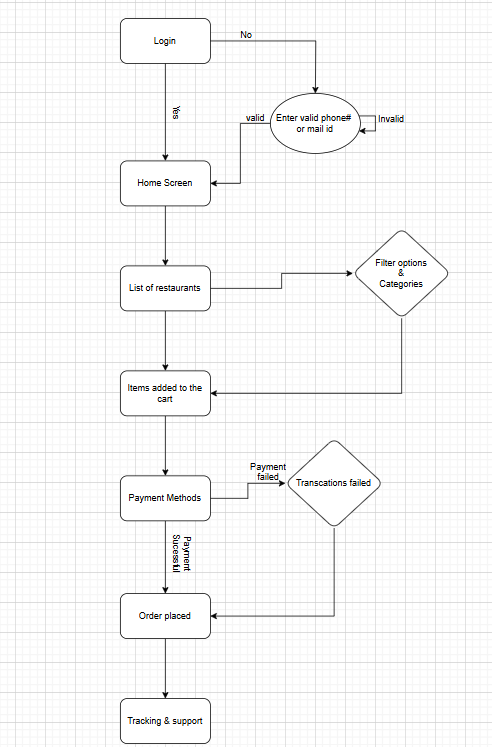 Login
No
Yes
Enter valid phone#
or mail id
Invalid
valid
Home Screen
List of restaurants
Filter options
&
Categories
Items added to the
cart
Payment Methods
Payment
failed
Transcations failed
Payment
Sucessful
Order placed
Tracking & support